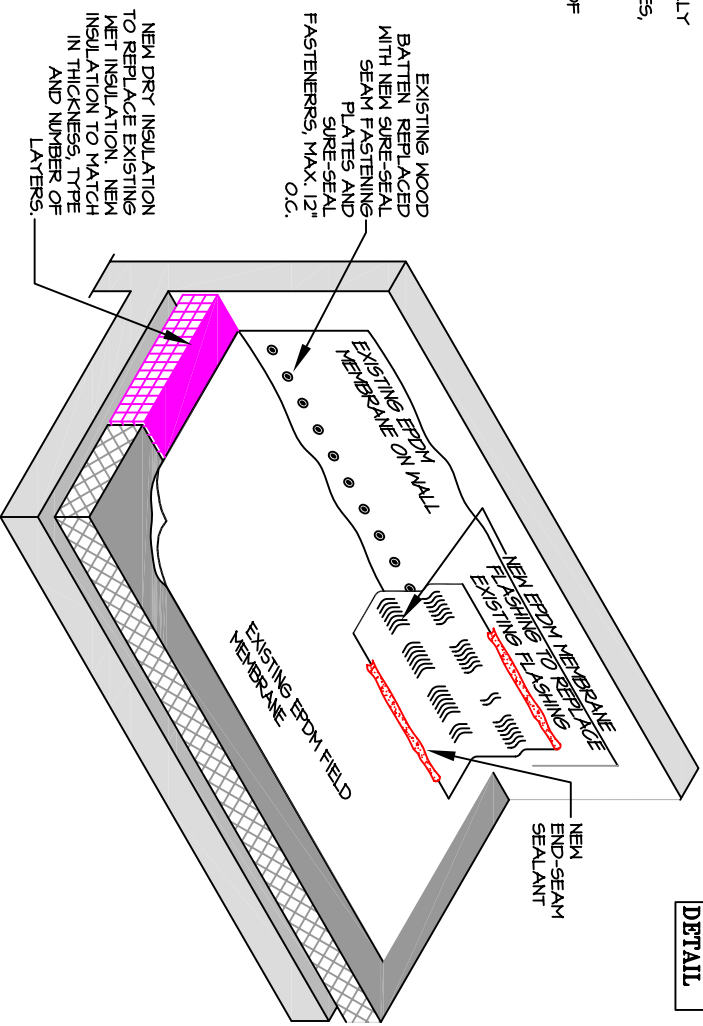 LLY
ES,
OF
DETAIL
EXISTING WOOD
BATTEN REPLACED
WITH NEW SURE-SEAL
SEAM FASTENING
PLATES AND
SURE-SEAL
FASTENERRS, MAX. 12"
O.C.
NEW DRY INSULATION
TO REPLACE EXISTING
WET INSULATION. NEW
INSULATION TO MATCH
IN THICKNESS, TYPE
AND NUMBER OF
LAYERS.
EXISTING EPDM
MEMBRANE ON WALL
NEW EPDM MEMBRANE
FLASHING TO REPLACE
EXISTING FLASHING
EXISTING EPDM FIELD
MEMBRANE
NEW
END-SEAM
SEALANT